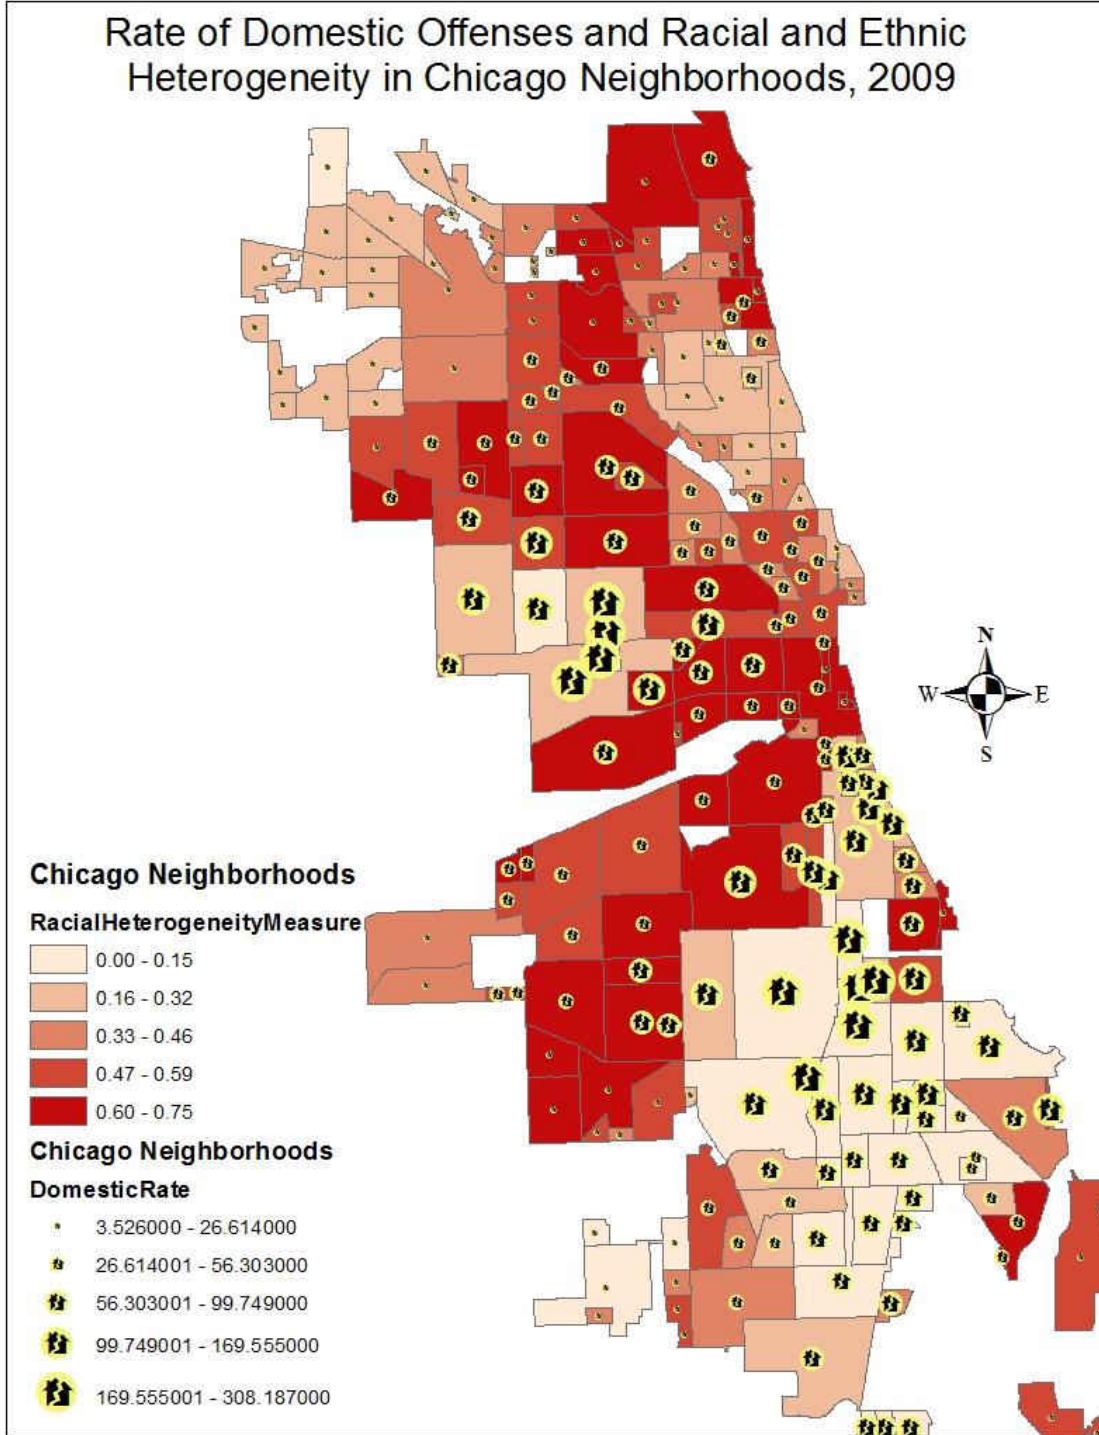 Rate of Domestic Offenses and Racial and Ethnic
Heterogeneity in Chicago Neighborhoods, 2009
N
W
E
S
Chicago Neighborhoods
RacialHeterogeneityMeasure
0.00 - 0.15
0.16 - 0.32
0.33 - 0.46
0.47 - 0.59
0.60 - 0.75
Chicago Neighborhoods
DomesticRate
3.526000 - 26.614000
26.614001 - 56.303000
56.303001 - 99.749000
99.749001 - 169.555000
169.555001 - 308.187000